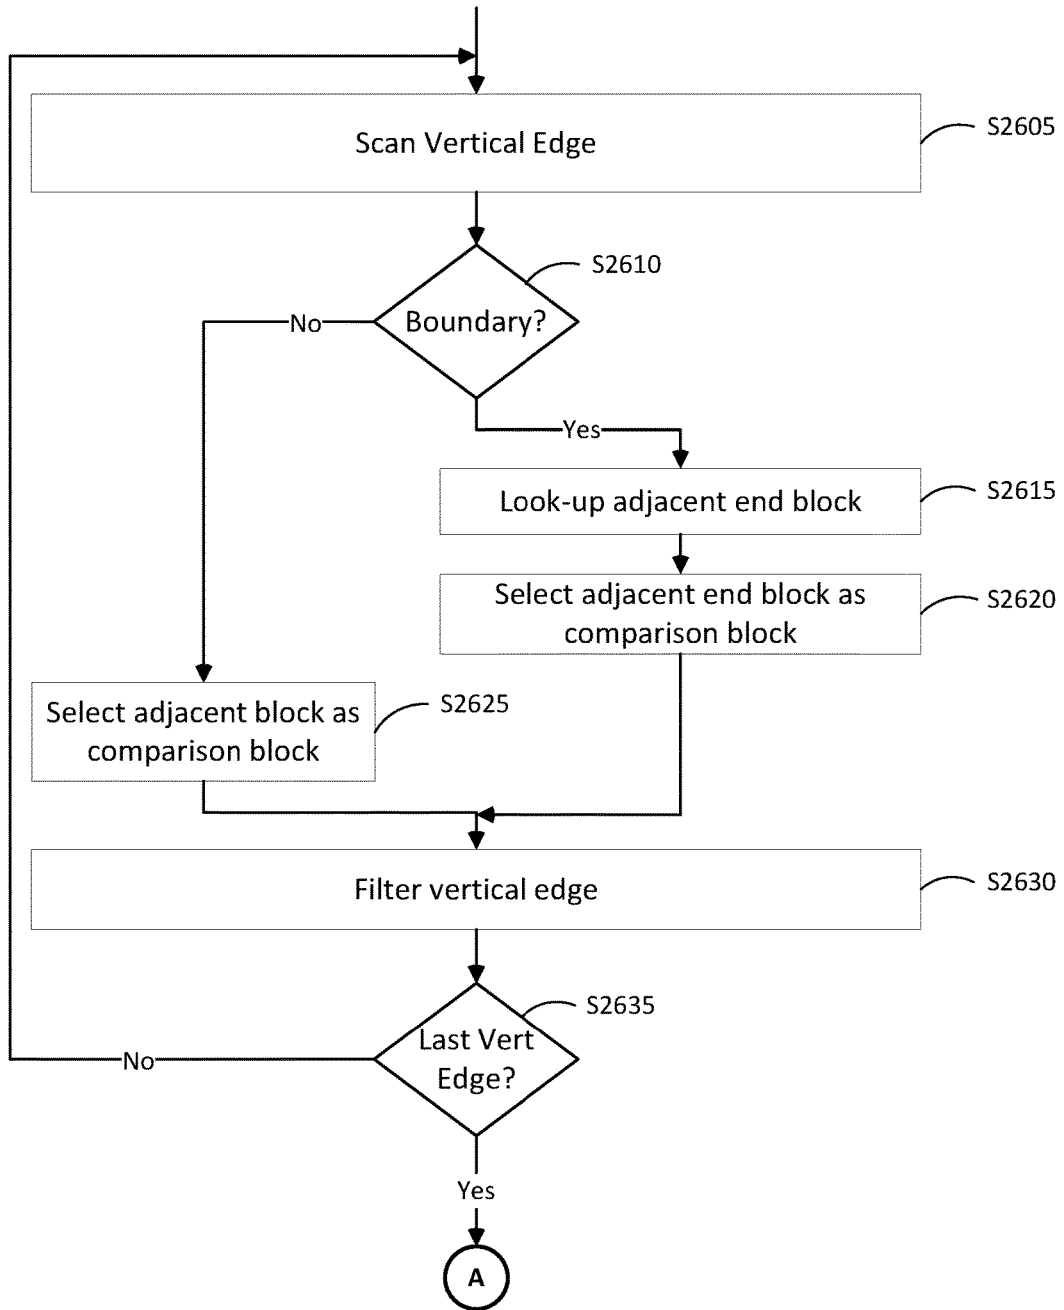 Scan Vertical Edge
S2605
S2610
Boundary?
No
Yes
Look-up adjacent end block
S2615
Select adjacent end block as
comparison block
S2620
Select adjacent block as
comparison block
S2625
Filter vertical edge
S2630
S2635
Last Vert
Edge?
No
Yes
A